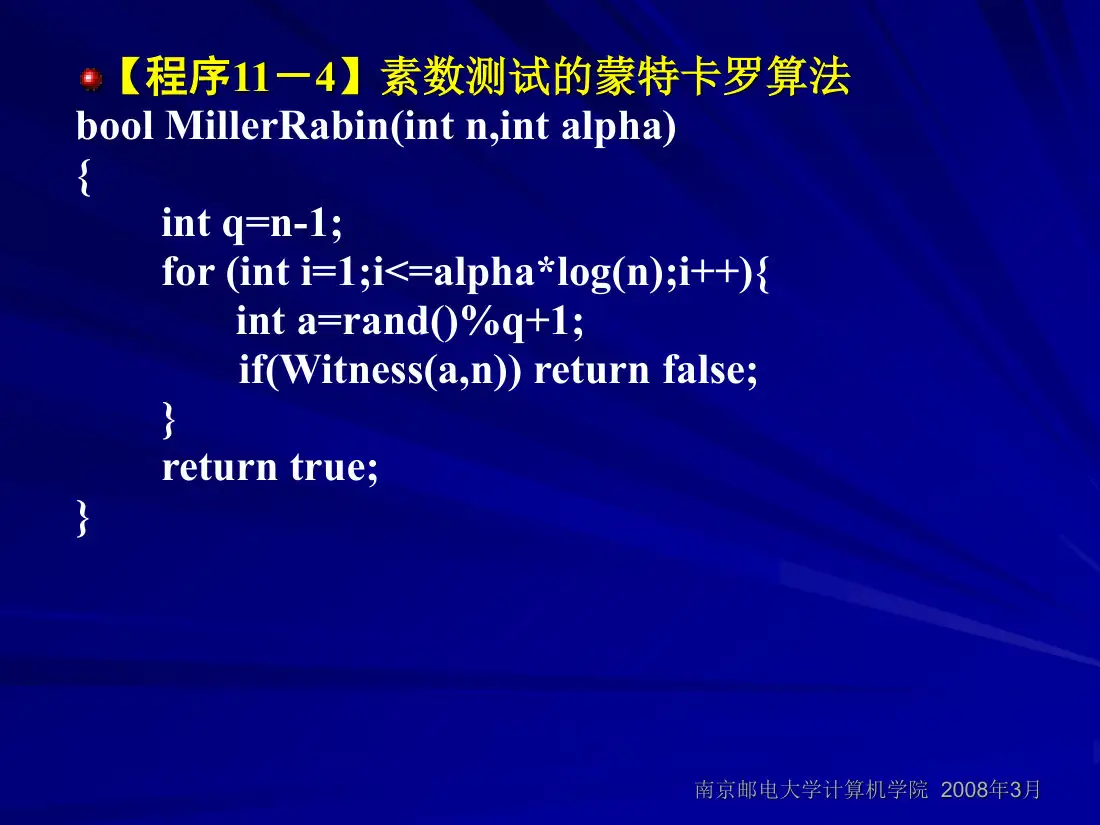 【程序11－4】素数测试的蒙特卡罗算法
bool MillerRabin(int n,int alpha)
{
int q=n-1;
for (int i=1;i<=alpha*log(n);i++){
int a=rand()%q+1;
if(Witness(a,n)) return false;
}
return true;
}
南京邮电大学计算机学院 2008年3月